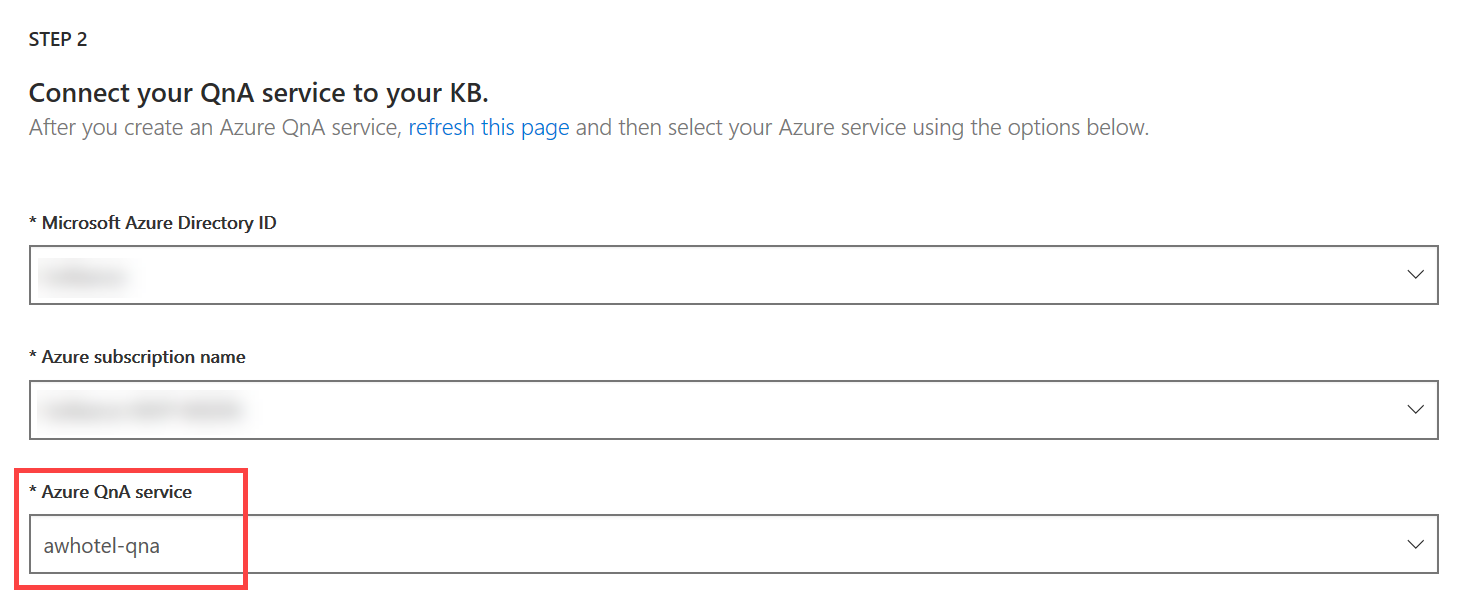 STEP 2
Connect your QnA service to your KB.
After you create an Azure QnA service, refresh this page and then select your Azure service using the options below.
* Microsoft Azure Directory ID
* Azure subscription name
* Azure QnA service
awhotel-qna